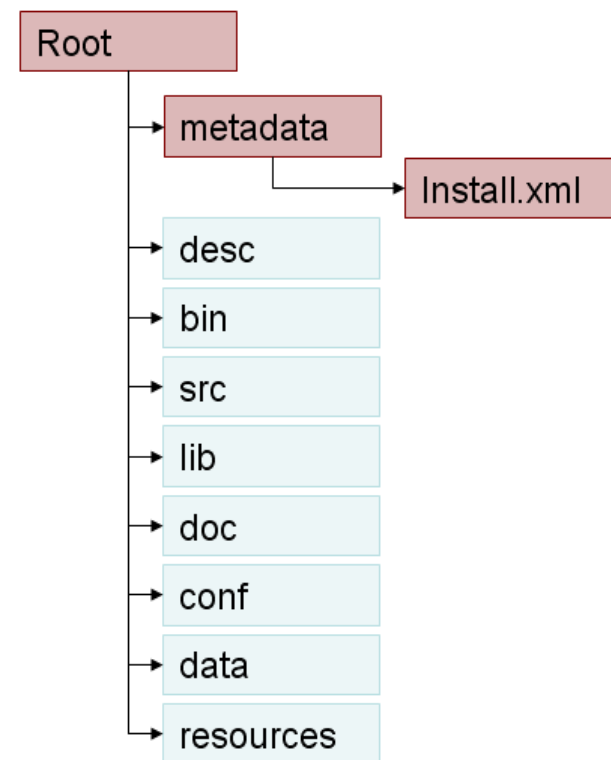 Root
metadata
Install.xml
desc
bin
src
lib
doc
conf
data
resources